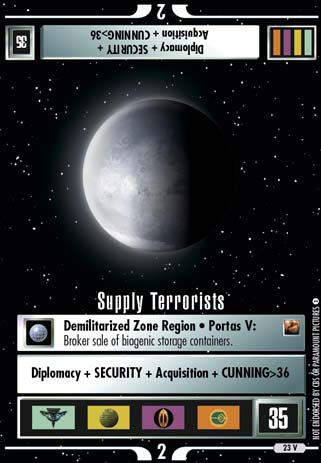 2
35
Diplomacy + SECURITY +
Acquisition + CUNNING>36
Supply Terrorists
Demilitarized Zone Region • Portas V:
Broker sale of biogenic storage containers.
Diplomacy + SECURITY + Acquisition + CUNNING>36
35
2
23 V
NOT ENDORSED BY CBS OR PARAMOUNT PICTURES